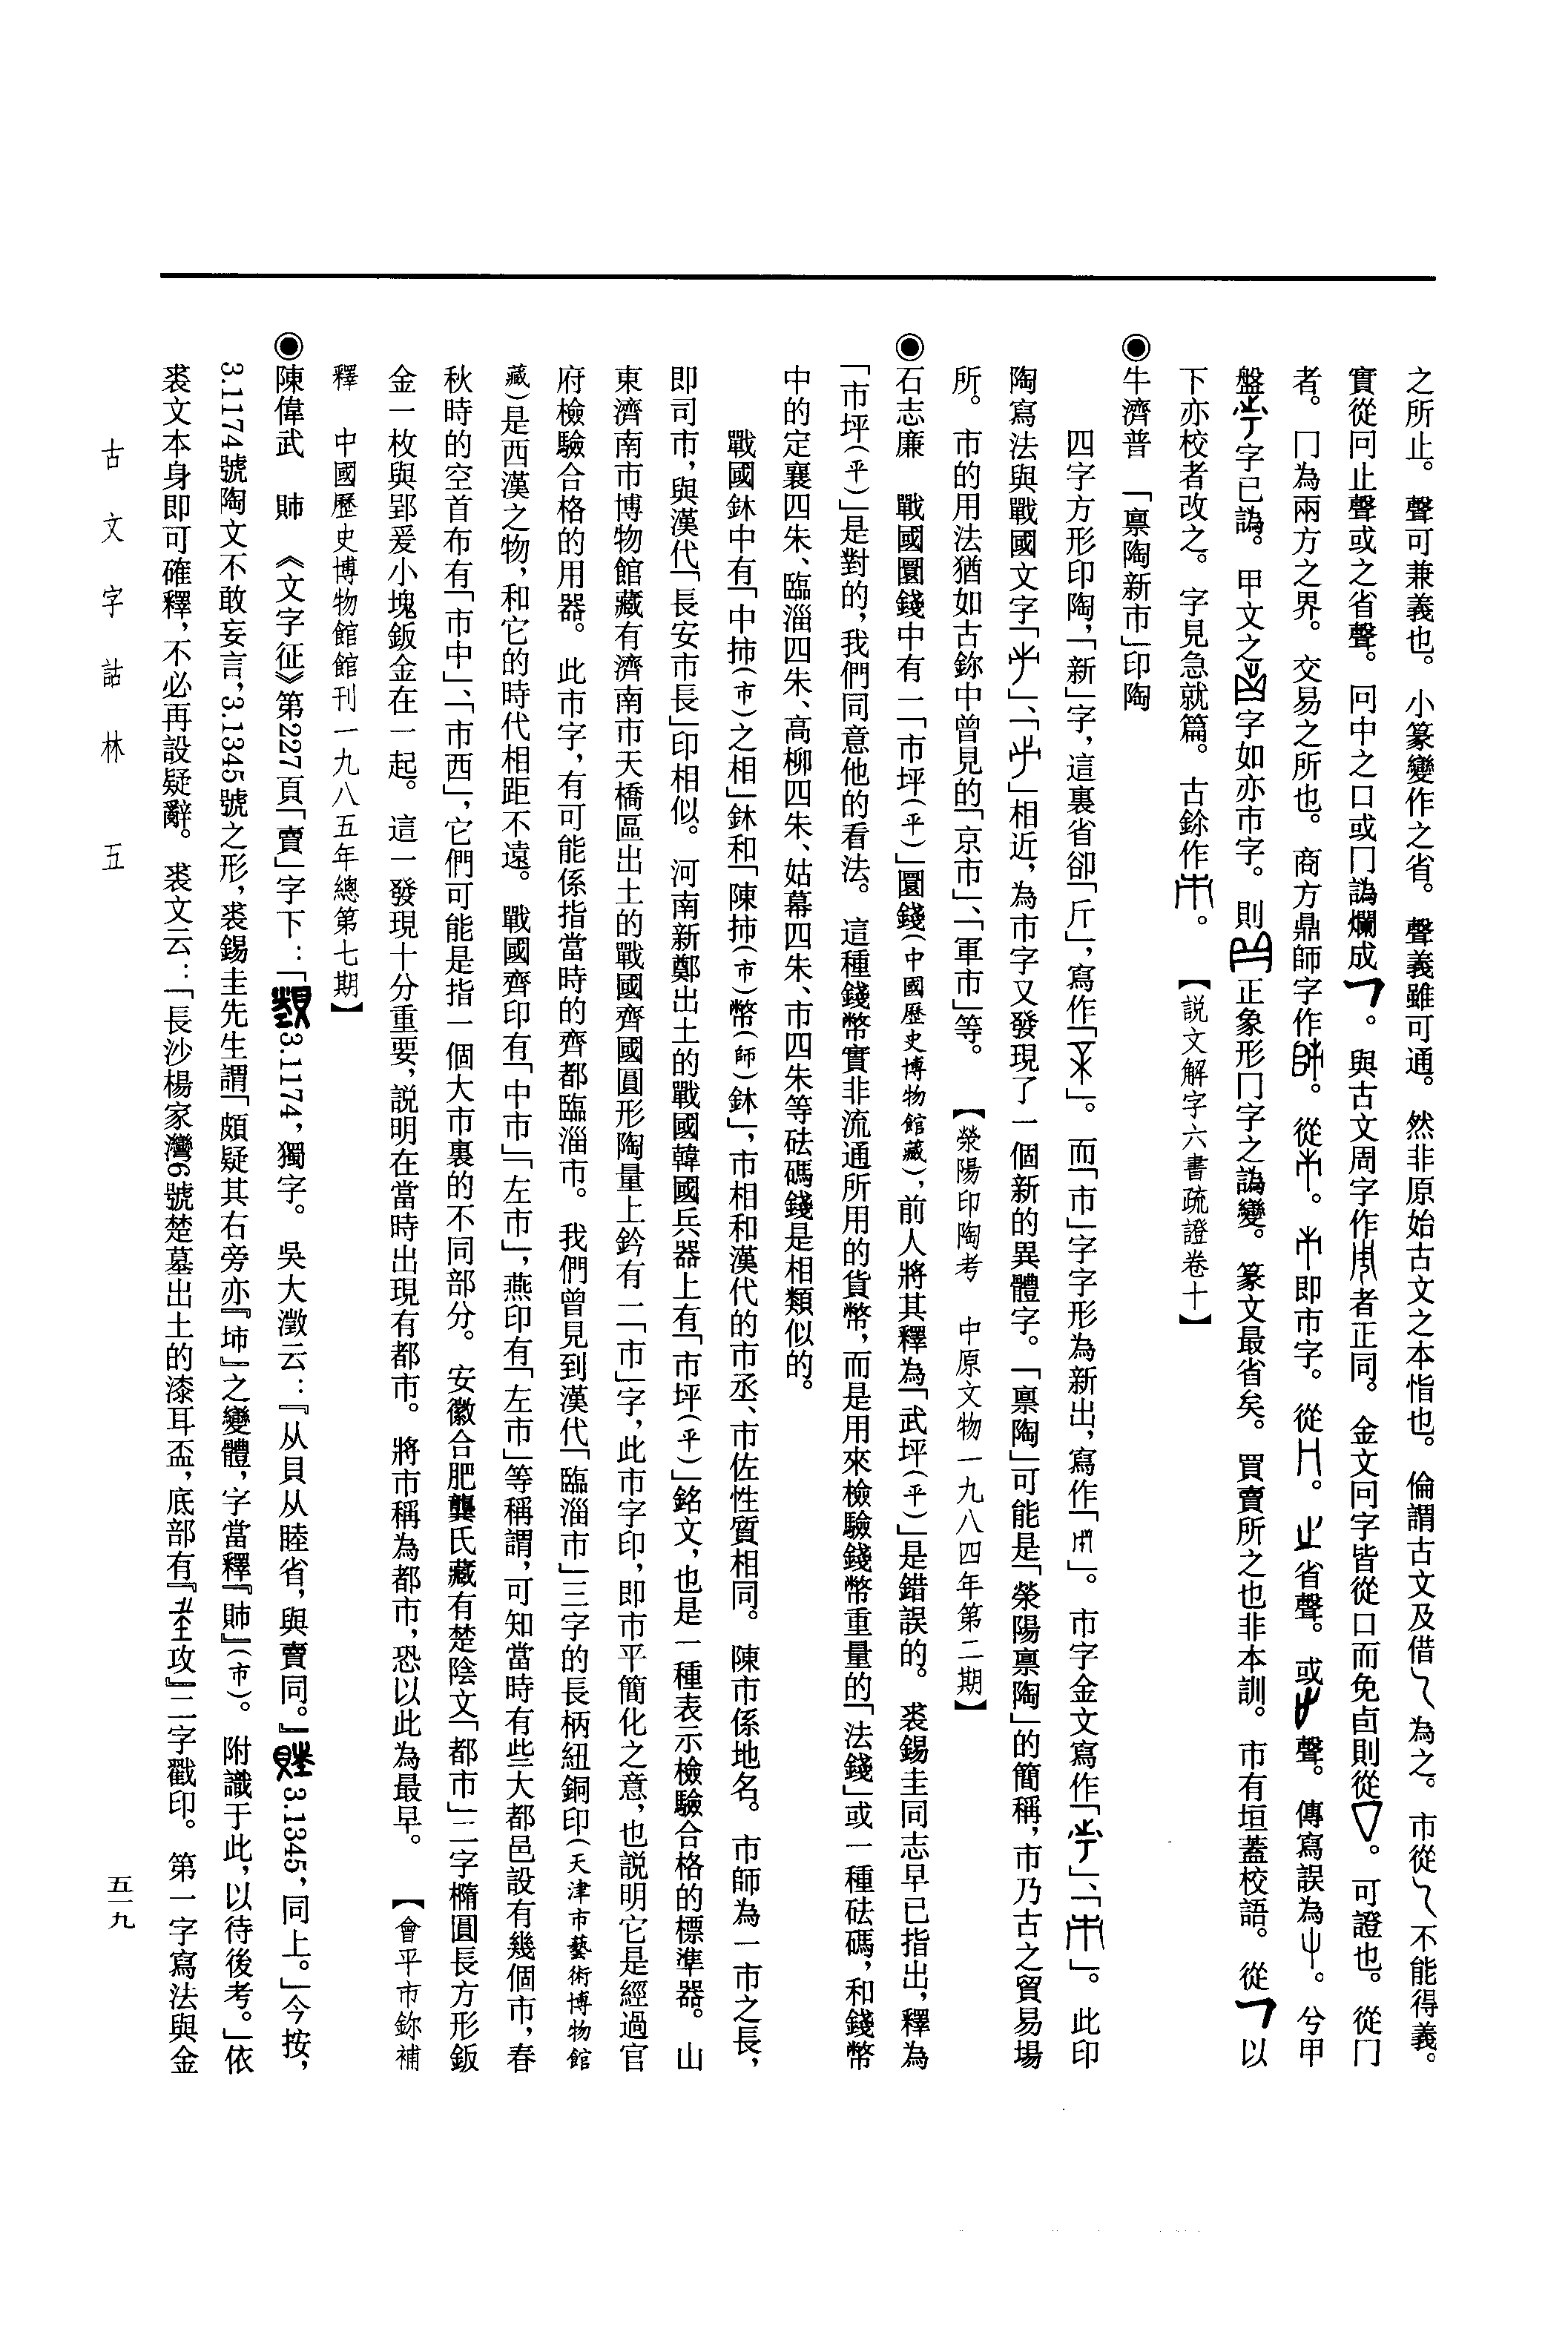 之所止。聲可兼義也。小篆變作之省。聲義雖可通。然非原始古文之本恉也。倫謂古文及借乁為之。市從乁不能得義。
實從冋止聲或之省聲。冋中之口或冂譌爛成㇕。與古文周字作者正同。金文冋字皆從口而免卣則從▽。可證也。從冂
者。冂為兩方之界。交易之所也。商方鼎師字作。從。即市字。從。止省聲。或聲。傳寫誤為屮。兮甲
盤字已譌。甲文之字如亦市字。則正象形冂字之譌變。篆文最省矣。買賣所之也非本訓。市有垣蓋校語。從㇕以
下亦校者改之。字見急就篇。古鉩作。【説文解字六書疏證卷十】
◉牛濟普 「稟陶新市」印陶
四字方形印陶,「新」字,這裏省卻「斤」,寫作「」。而「市」字字形為新出,寫作「」。市字金文寫作「」、「」。此印
陶寫法與戰國文字「」、「」相近,為市字又發現了一個新的異體字。「稟陶」可能是「滎陽稟陶」的簡稱,市乃古之貿易場
所。市的用法猶如古鉨中曾見的「京市」、「軍市」等。【滎陽印陶考 中原文物一九八四年第二期】
◉石志廉 戰國圜錢中有一「市坪(平)」圜錢(中國歷史博物館藏),前人將其釋為「武坪(平)」是錯誤的。裘錫圭同志早已指出,釋為
「市坪(平)」是對的,我們同意他的看法。這種錢幣實非流通所用的貨幣,而是用來檢驗錢幣重量的「法錢」或一種砝碼,和錢幣
中的定襄四朱、臨淄四朱、高柳四朱、姑幕四朱、市四朱等砝碼錢是相類似的。
戰國鉥中有「中㧊(市)之相」鉥和「陳㧊(市)幣(師)鉥」,市相和漢代的市丞、市佐性質相同。陳市係地名。市師為一市之長,
即司市,與漢代「長安市長」印相似。河南新鄭出土的戰國韓國兵器上有「市坪(平)」銘文,也是一種表示檢驗合格的標準器。山
東濟南市博物館藏有濟南市天橋區出土的戰國齊國圓形陶量上鈐有一「市」字,此市字印,即市平簡化之意,也説明它是經過官
府檢驗合格的用器。此市字,有可能係指當時的齊都臨淄市。我們曾見到漢代「臨淄市」三字的長柄紐銅印(天津市藝術博物館
藏)是西漢之物,和它的時代相距不遠。戰國齊印有「中市」「左市」,燕印有「左市」等稱謂,可知當時有些大都邑設有幾個市,春
秋時的空首布有「市中」、「市西」,它們可能是指一個大市裏的不同部分。安徽合肥龔氏藏有楚陰文「都市」二字橢圓長方形鈑
金一枚與郢爰小塊鈑金在一起。這一發現十分重要,説明在當時出現有都市。將市稱為都市,恐以此為最早。【會平市鉨補
釋 中國歷史博物館館刊一九八五年總第七期】
◉陳偉武 䝰 《文字征》第227頁「賣」字下:「3.1174,獨字。吳大澂云:『从貝从睦省,與賣同。』3.1345,同上。」今按,
3.1174號陶文不敢妄言,3.1345號之形,裘錫圭先生謂「頗疑其右旁亦『坿』之變體,字當釋『䝰』(市)。附識于此,以待後考。」依
裘文本身即可確釋,不必再設疑辭。裘文云:「長沙楊家灣6號楚墓出土的漆耳盃,底部有『攻』二字戳印。第一字寫法與金
古文字詁林 五
五一九